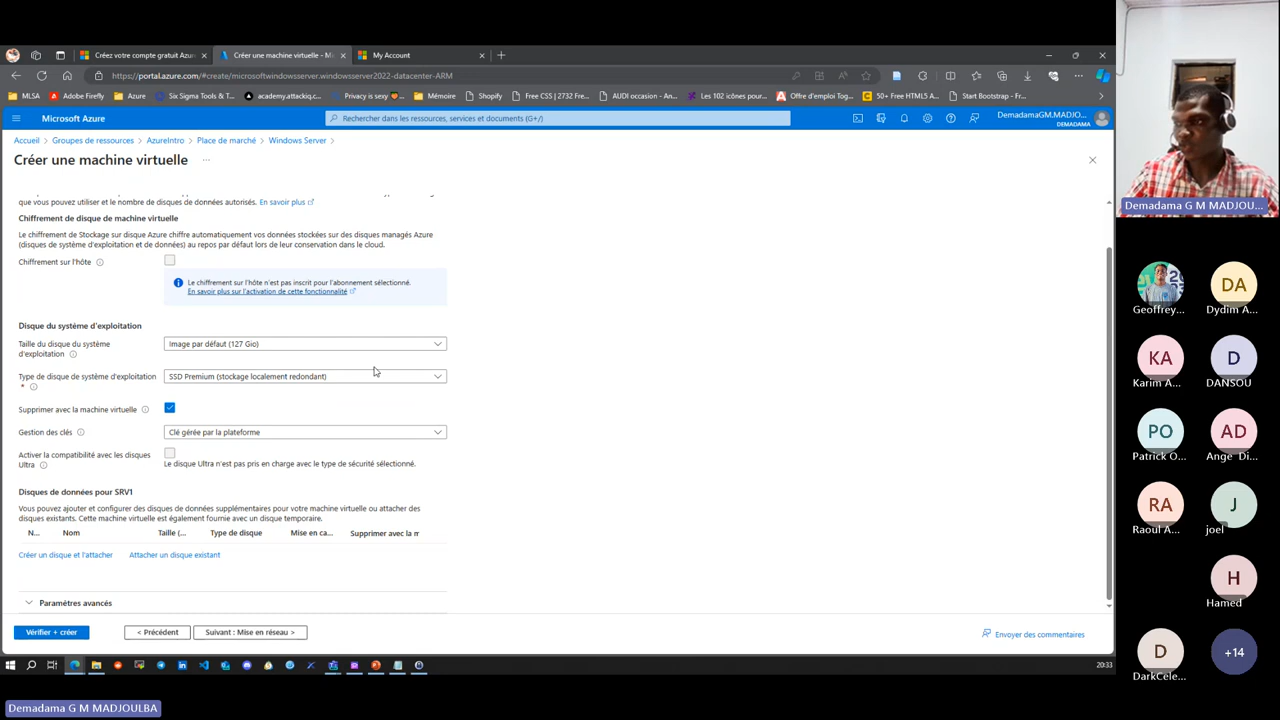 Créez votre compte gratuit Azur
Créer une machine virtuelle - Mi
My Account
https://portal.azure.com/#create/microsoftwindowsserver.windowsserver2022-datacenter-ARM
MLSA
Adobe Firefly
Azure
Six Sigma Tools & T...
academy.attackiq.c...
Privacy is sexy
Mémoire
Shopify
Free CSS | 2732 Free...
AUDI occasion - An...
Les 102 icônes pour...
Offre d'emploi Tog...
50+ Free HTML5 A...
Start Bootstrap - Fr...
Microsoft Azure
Rechercher dans les ressources, services et documents (G+/)
DemadamaGM.MADJO...
DEMADAMA
Accueil > Groupes de ressources > AzureIntro > Place de marché > Windows Server >
Créer une machine virtuelle ...
que vous pouvez utiliser et le nombre de disques de données autorisés. En savoir plus
Chiffrement de disque de machine virtuelle
Le chiffrement de Stockage sur disque Azure chiffre automatiquement vos données stockées sur des disques managés Azure
(disques de système d'exploitation et de données) au repos par défaut lors de leur conservation dans le cloud.
Chiffrement sur l'hôte
Le chiffrement sur l'hôte n'est pas inscrit pour l'abonnement sélectionné.
En savoir plus sur l'activation de cette fonctionnalité
Disque du système d'exploitation
Taille du disque du système
d'exploitation
Image par défaut (127 Gio)
Type de disque de système d'exploitation
*
SSD Premium (stockage localement redondant)
Supprimer avec la machine virtuelle
Gestion des clés
Clé gérée par la plateforme
Activer la compatibilité avec les disques
Ultra
Le disque Ultra n'est pas pris en charge avec le type de sécurité sélectionné.
Disques de données pour SRV1
Vous pouvez ajouter et configurer des disques de données supplémentaires pour votre machine virtuelle ou attacher des
disques existants. Cette machine virtuelle est également fournie avec un disque temporaire.
N... Nom Taille (... Type de disque Mise en ca... Supprimer avec la m
Créer un disque et l'attacher Attacher un disque existant
Paramètres avancés
Vérifier + créer
< Précédent
Suivant : Mise en réseau >
Envoyer des commentaires
20:33
Demadama G M MADJOULBA
Demadama G M MADJOU...
DA
Geoffrey...
Dydim A...
KA
D
Karim A...
DANSOU
PO
AD
Patrick O...
Ange Di...
RA
J
Raoul A...
joel
H
Hamed
D
+14
DarkCele...